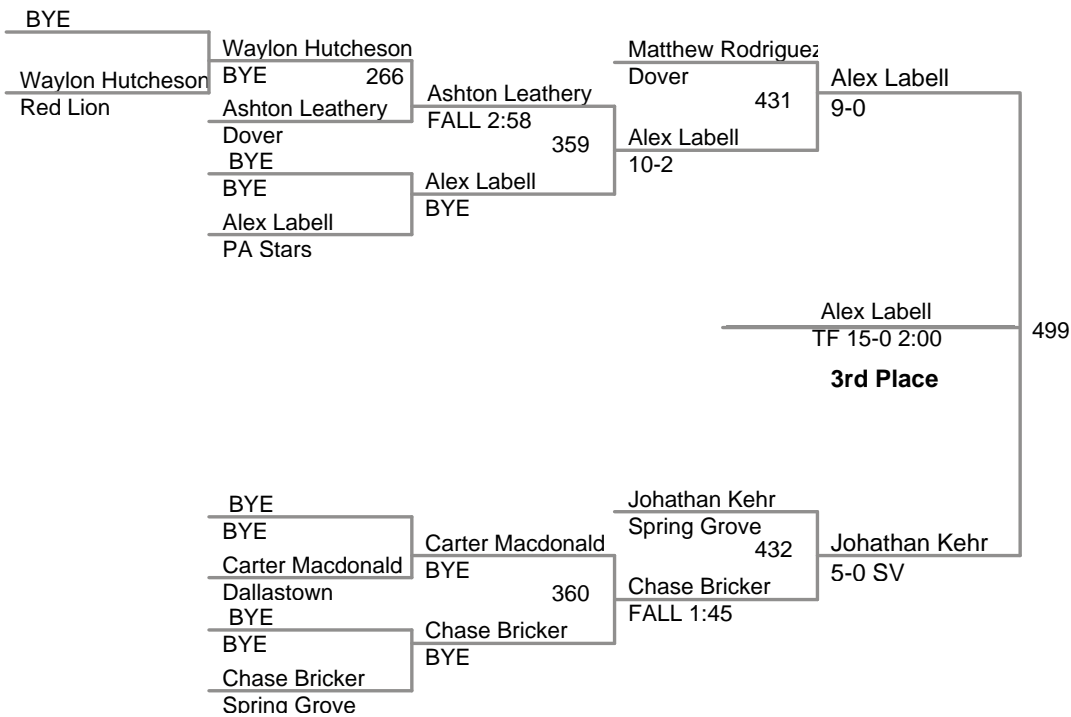 BYE
Waylon Hutcheson
Red Lion
Waylon Hutcheson
BYE
266
Ashton Leathery
Dover
BYE
BYE
Alex Labell
PA Stars
Ashton Leathery
FALL 2:58
359
Alex Labell
BYE
Matthew Rodriguez
Dover
431
Alex Labell
10-2
Alex Labell
9-0
Alex Labell
TF 15-0 2:00
3rd Place
499
BYE
BYE
Carter Macdonald
Dallastown
BYE
BYE
Chase Bricker
Spring Grove
Carter Macdonald
BYE
360
Chase Bricker
BYE
Johathan Kehr
Spring Grove
432
Chase Bricker
FALL 1:45
Johathan Kehr
5-0 SV